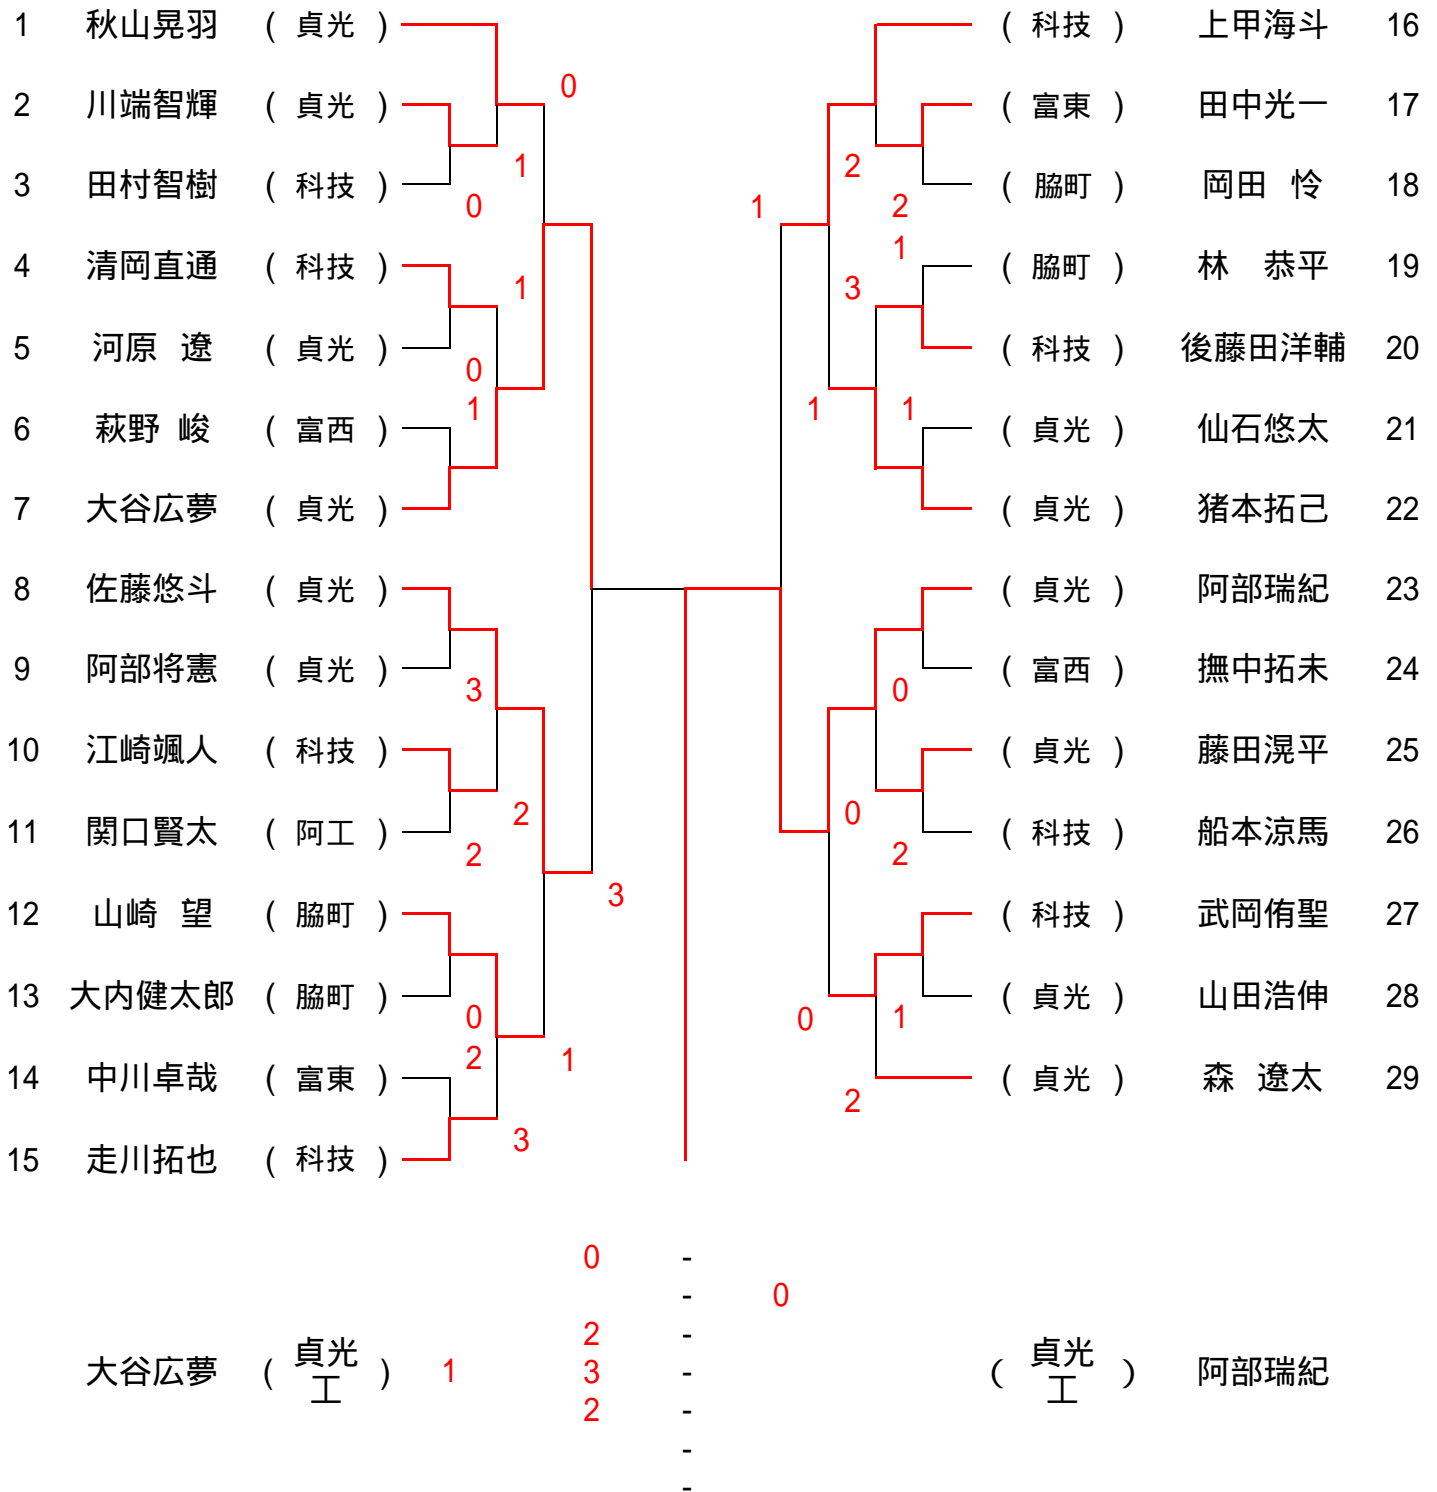 1 秋山晃羽 ( 貞光 ) ( 科技 ) 上甲海斗 16
0
2 川端智輝 ( 貞光 ) ( 富東 ) 田中光一 17
1 2
3 田村智樹 ( 科技 ) ( 脇町 ) 岡田 怜 18
0 1 2
1
4 清岡直通 ( 科技 ) ( 脇町 ) 林 恭平 19
1 3
5 河原 遼 ( 貞光 ) ( 科技 ) 後藤田洋輔 20
0
1 1 1
6 萩野 峻 ( 富西 ) ( 貞光 ) 仙石悠太 21
7 大谷広夢 ( 貞光 ) ( 貞光 ) 猪本拓己 22
8 佐藤悠斗 ( 貞光 ) ( 貞光 ) 阿部瑞紀 23
9 阿部将憲 ( 貞光 ) ( 富西 ) 撫中拓未 24
3 0
10 江崎颯人 ( 科技 ) ( 貞光 ) 藤田滉平 25
2 0
11 関口賢太 ( 阿工 ) ( 科技 ) 船本涼馬 26
2 2
3
12 山崎 望 ( 脇町 ) ( 科技 ) 武岡侑聖 27
13 大内健太郎 ( 脇町 ) ( 貞光 ) 山田浩伸 28
0 0 1
2 1
14 中川卓哉 ( 富東 ) ( 貞光 ) 森 遼太 29
2
3
15 走川拓也 ( 科技 )
0 -
- 0
2 -
大谷広夢 ( 貞光工 ) 1 3 - ( 貞光工 ) 阿部瑞紀
2 -
-
-